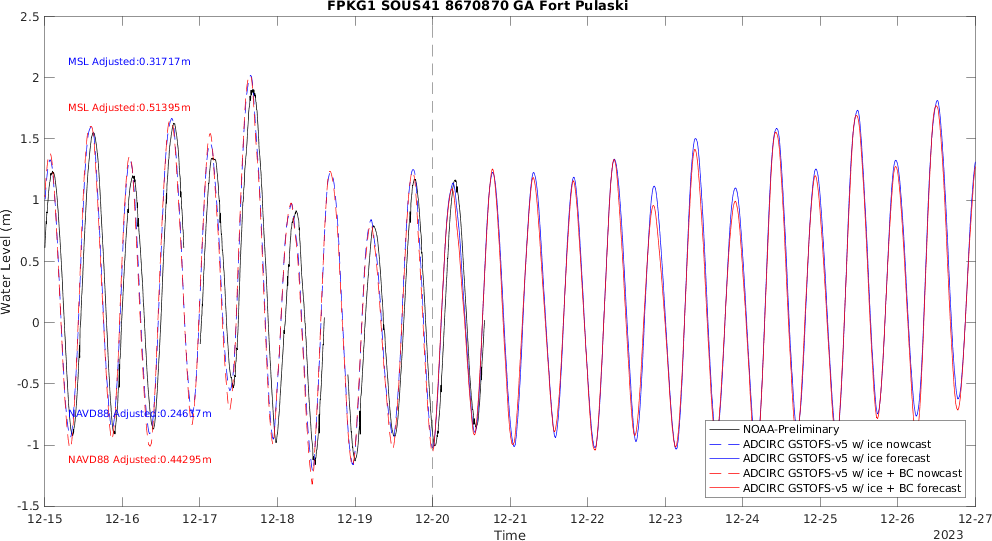 FPKG1 SOUS41 8670870 GA Fort Pulaski
2.5
2
1.5
1
0.5
0
-0.5
-1
-1.5
Water Level (m)
MSL Adjusted:0.31717m
MSL Adjusted:0.51395m
NAVD88 Adjusted:0.24617m
NAVD88 Adjusted:0.44295m
NOAA-Preliminary
ADCIRC GSTOFS-v5 w/ ice nowcast
ADCIRC GSTOFS-v5 w/ ice forecast
ADCIRC GSTOFS-v5 w/ ice + BC nowcast
ADCIRC GSTOFS-v5 w/ ice + BC forecast
12-15 12-16 12-17 12-18 12-19 12-20 12-21 12-22 12-23 12-24 12-25 12-26 12-27
Time
2023